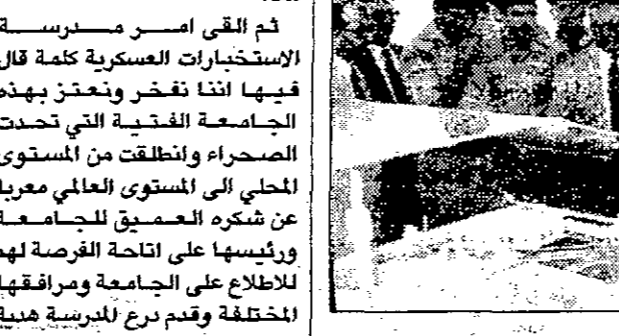 ثم القى امـــر مـــدرســـة
الاستخبارات العسكرية كلمة قال
فيها اننا نفخر ونعتز بهذه
الجامعة الفتية التي تحدت
الصحراء وانطلقت من المستوى
المحلي الى المستوى العالمي معربا
عن شكره العميق للجامعة
ورئيسها على اتاحة الفرصة لهم
للاطلاع على الجامعة ومرافقها
المختلفة وقدم درع المدرسة هدية